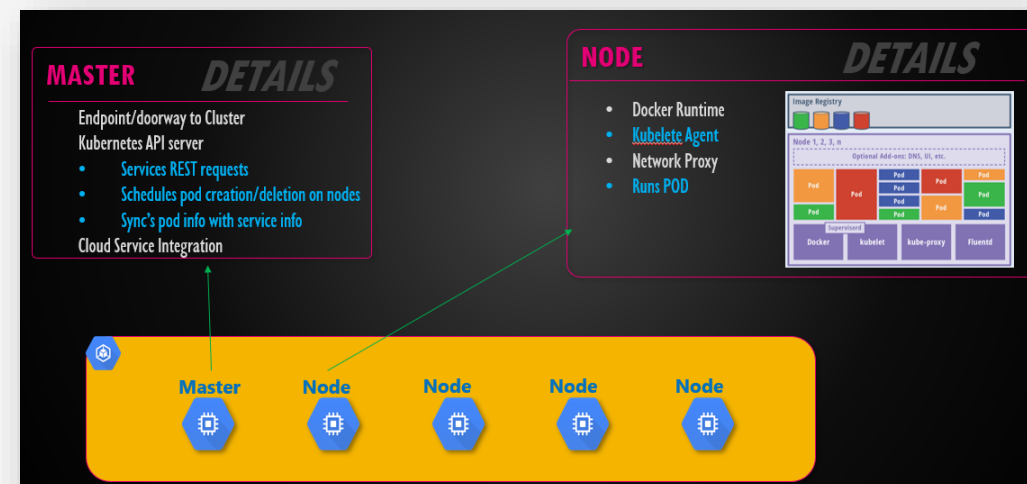 MASTER DETAILS
Endpoint/doorway to Cluster
Kubernetes API server
• Services REST requests
• Schedules pod creation/deletion on nodes
• Sync's pod info with service info
Cloud Service Integration
NODE DETAILS
• Docker Runtime
• Kubelete Agent
• Network Proxy
• Runs POD
Image Registry
Node 1, 2, 3, n
Optional Add-ons: DNS, UI, etc.
Pod Pod Pod Pod Pod
Pod
Pod Pod
Pod Pod
Pod Pod Pod
Supervisord
Docker kubelet kube-proxy Fluentd
Master Node Node Node Node